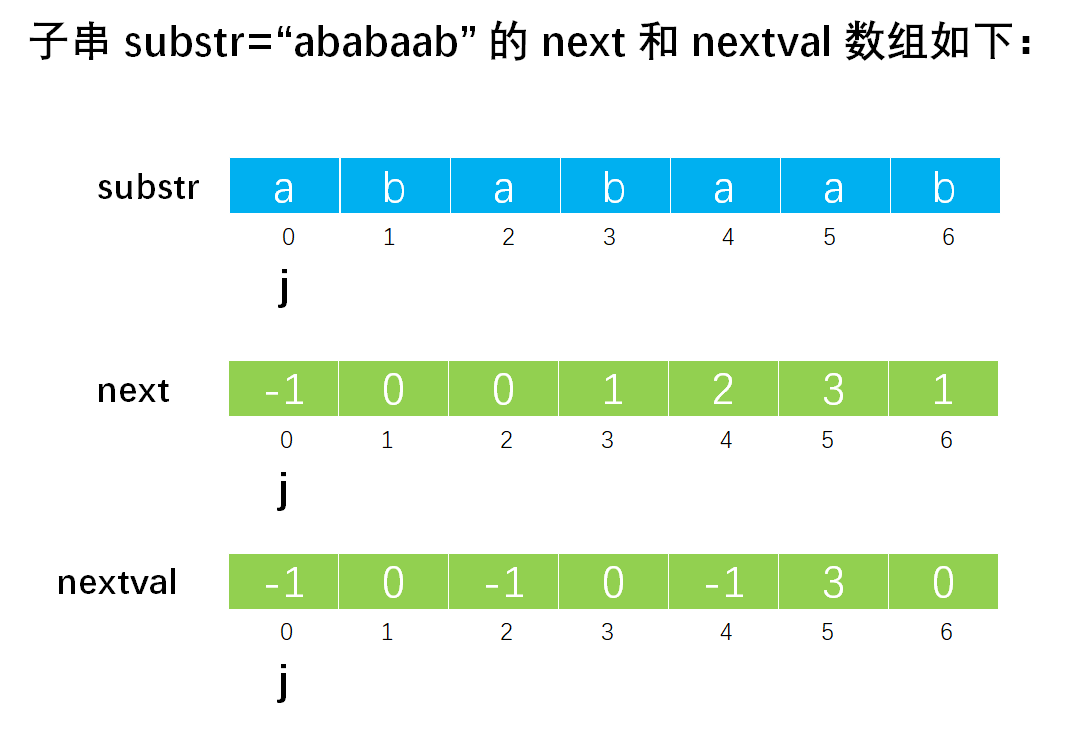 子串 substr=“ababaab” 的 next 和 nextval 数组如下：
substr a b a b a a b
0 1 2 3 4 5 6
j
next -1 0 0 1 2 3 1
0 1 2 3 4 5 6
j
nextval -1 0 -1 0 -1 3 0
0 1 2 3 4 5 6
j